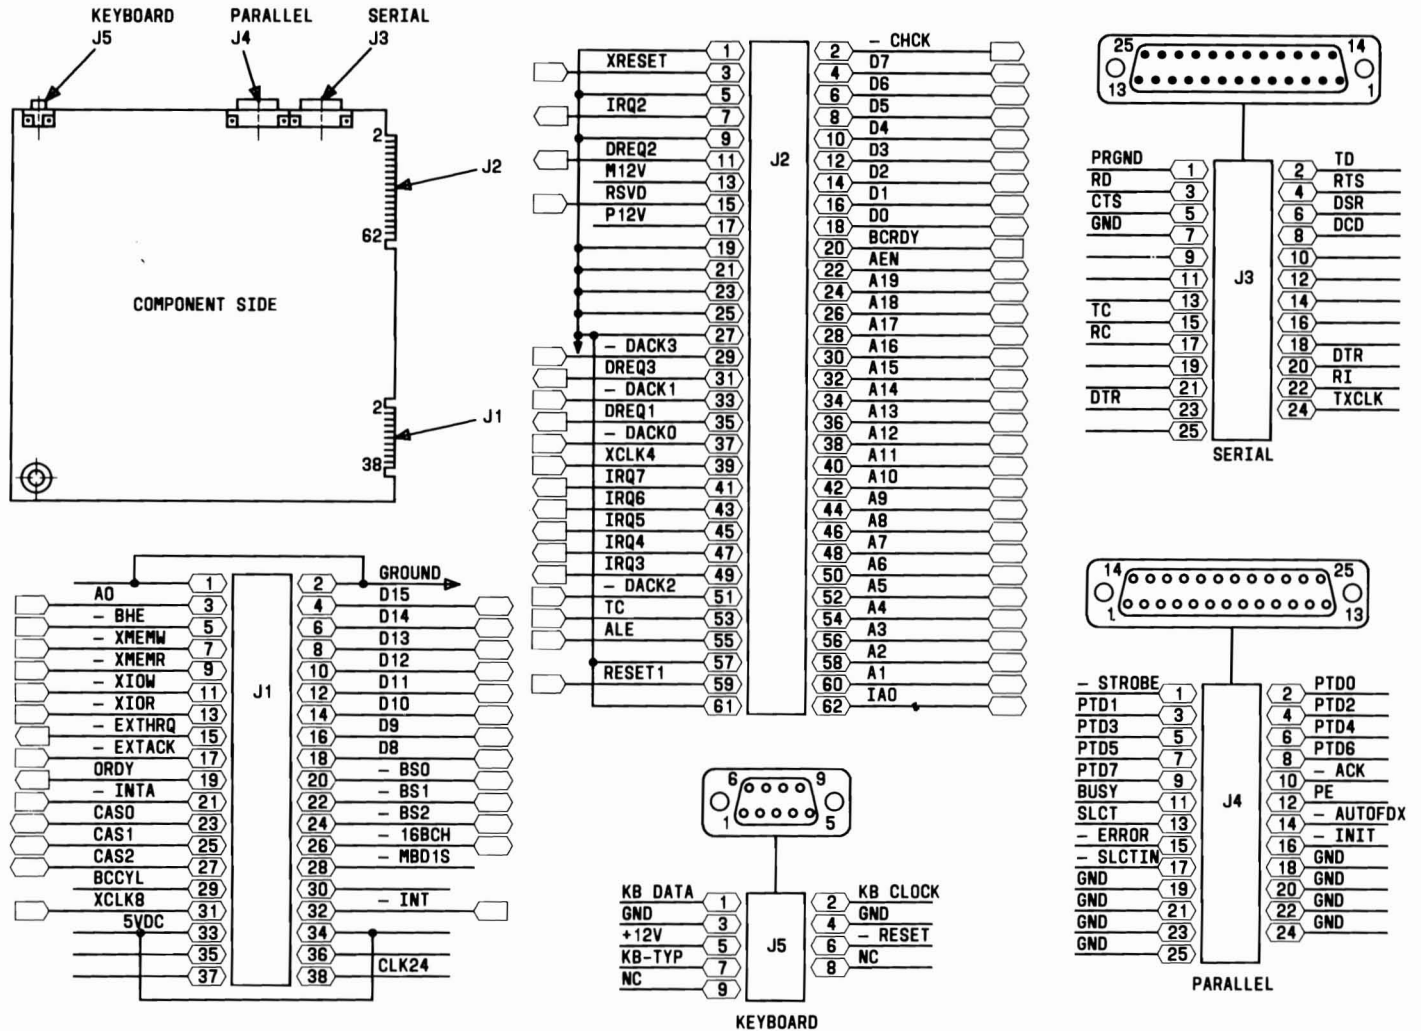 KEYBOARD
J5
PARALLEL
J4
SERIAL
J3
2
J2
62
COMPONENT SIDE
2
J1
38
J2
1 2 - CHCK
XRESET 3 4 D7
5 6 D6
IRQ2 7 8 D5
9 10 D4
DREQ2 11 12 D3
M12V 13 14 D2
RSVD 15 16 D1
P12V 17 18 D0
19 20 BCRDY
21 22 AEN
23 24 A19
25 26 A18
27 28 A17
- DACK3 29 30 A16
DREQ3 31 32 A15
- DACK1 33 34 A14
DREQ1 35 36 A13
- DACK0 37 38 A12
XCLK4 39 40 A11
IRQ7 41 42 A10
IRQ6 43 44 A9
IRQ5 45 46 A8
IRQ4 47 48 A7
IRQ3 49 50 A6
- DACK2 51 52 A5
TC 53 54 A4
ALE 55 56 A3
57 58 A2
RESET1 59 60 A1
61 62 IA0
25 14
13 1
J3
PRGND 1 2 TD
RD 3 4 RTS
CTS 5 6 DSR
GND 7 8 DCD
9 10
11 12
13 14
TC 15 16
RC 17 18
19 20 DTR
21 22 RI
DTR 23 24 TXCLK
25
SERIAL
J1
1 2 GROUND
A0 3 4 D15
- BHE 5 6 D14
- XMEMW 7 8 D13
- XMEMR 9 10 D12
- XIOW 11 12 D11
- XIOR 13 14 D10
- EXTHRQ 15 16 D9
- EXTACK 17 18 D8
ORDY 19 20 - BS0
- INTA 21 22 - BS1
CAS0 23 24 - BS2
CAS1 25 26 - 16BCH
CAS2 27 28 - MBD1S
BCCYL 29 30
XCLK8 31 32 - INT
5VDC 33 34
35 36
37 38 CLK24
6 9
1 5
J5
KB DATA 1 2 KB CLOCK
GND 3 4 GND
+12V 5 6 - RESET
KB-TYP 7 8 NC
NC 9
KEYBOARD
14 25
1 13
J4
- STROBE 1 2 PTD0
PTD1 3 4 PTD2
PTD3 5 6 PTD4
PTD5 7 8 PTD6
PTD7 9 10 - ACK
BUSY 11 12 PE
SLCT 13 14 - AUTOFDX
- ERROR 15 16 - INIT
- SLCTIN 17 18 GND
GND 19 20 GND
GND 21 22 GND
GND 23 24 GND
GND 25
PARALLEL